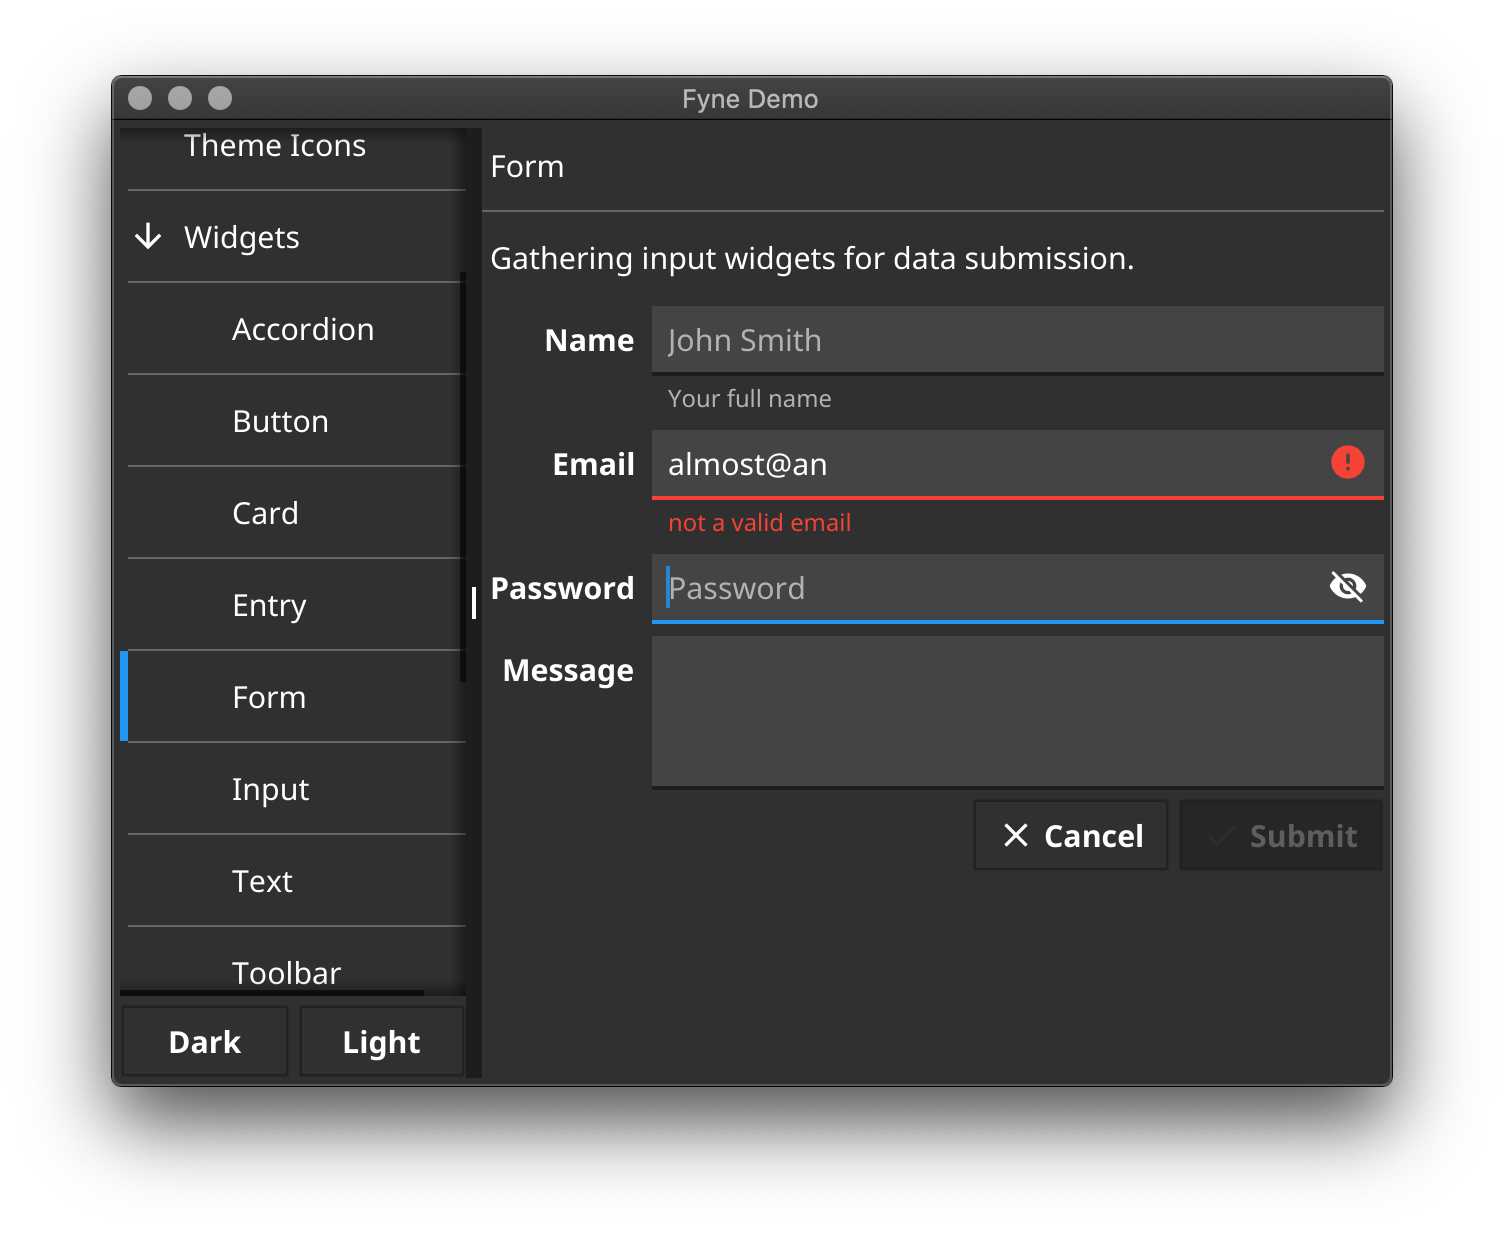 Fyne Demo
Theme Icons
Widgets
Accordion
Button
Card
Entry
Form
Input
Text
Toolbar
Dark
Light
Form
Gathering input widgets for data submission.
Name
John Smith
Your full name
Email
almost@an
not a valid email
Password
Password
Message
Cancel
Submit